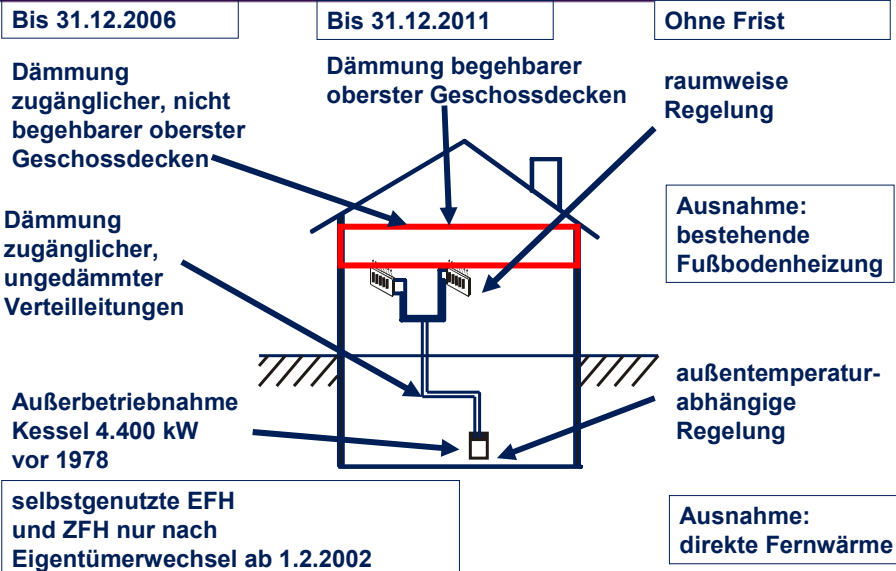 Bis 31.12.2006
Bis 31.12.2011
Ohne Frist
Dämmung
zugänglicher, nicht
begehbarer oberster
Geschossdecken
Dämmung begehbarer
oberster Geschossdecken
raumweise
Regelung
Ausnahme:
bestehende
Fußbodenheizung
Dämmung
zugänglicher,
ungedämmter
Verteilleitungen
außentemperatur-
abhängige
Regelung
Außerbetriebnahme
Kessel 4.400 kW
vor 1978
selbstgenutzte EFH
und ZFH nur nach
Eigentümerwechsel ab 1.2.2002
Ausnahme:
direkte Fernwärme